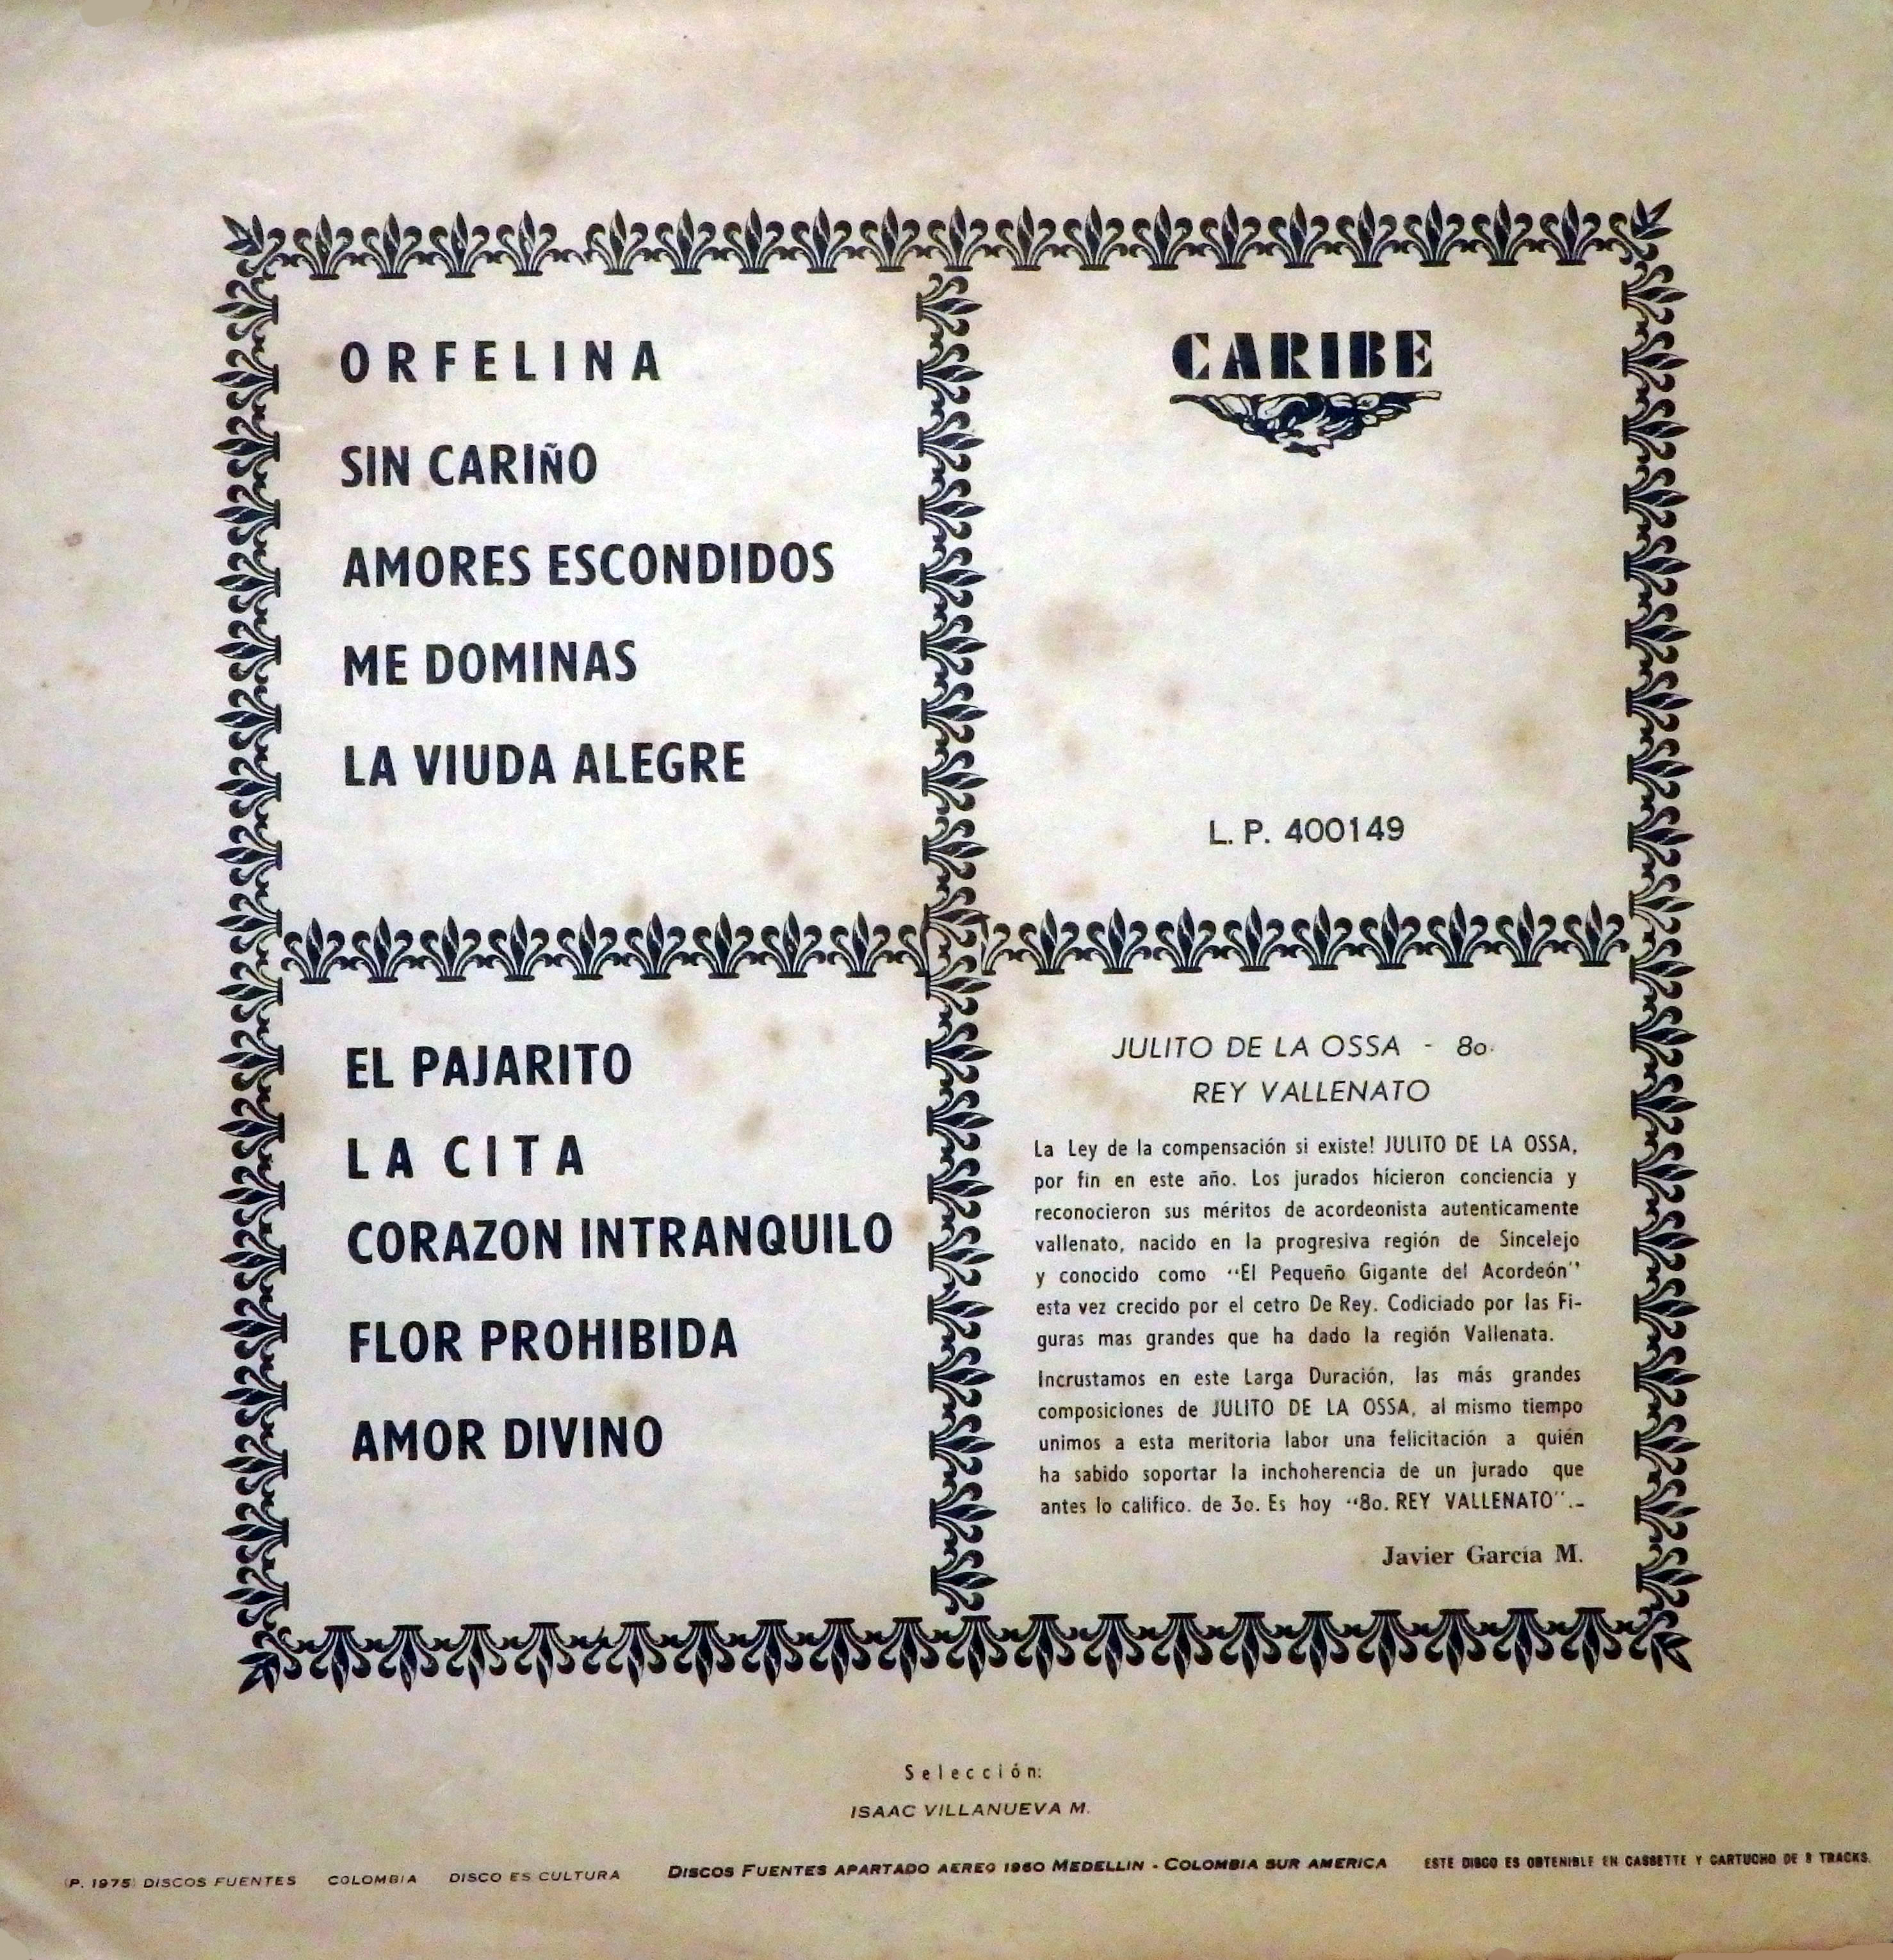 ORFELINA
SIN CARIÑO
AMORES ESCONDIDOS
ME DOMINAS
LA VIUDA ALEGRE
CARIBE
L. P. 400149
EL PAJARITO
LA CITA
CORAZON INTRANQUILO
FLOR PROHIBIDA
AMOR DIVINO
JULITO DE LA OSSA - 8o.
REY VALLENATO
La Ley de la compensación si existe! JULITO DE LA OSSA,
por fin en este año. Los jurados hícieron conciencia y
reconocieron sus méritos de acordeonista autenticamente
vallenato, nacido en la progresiva región de Sincelejo
y conocido como "El Pequeño Gigante del Acordeón"
esta vez crecido por el cetro De Rey. Codiciado por las Fi-
guras mas grandes que ha dado la región Vallenata.
Incrustamos en este Larga Duración, las más grandes
composiciones de JULITO DE LA OSSA, al mismo tiempo
unimos a esta meritoria labor una felicitación a quién
ha sabido soportar la inchoherencia de un jurado que
antes lo califico. de 3o. Es hoy "8o. REY VALLENATO".-
Javier García M.
Selección:
ISAAC VILLANUEVA M.
(P. 1975) DISCOS FUENTES COLOMBIA DISCO ES CULTURA DISCOS FUENTES APARTADO AEREO 1960 MEDELLIN - COLOMBIA SUR AMERICA ESTE DISCO ES OBTENIBLE EN CASSETTE Y CARTUCHO DE 8 TRACKS.